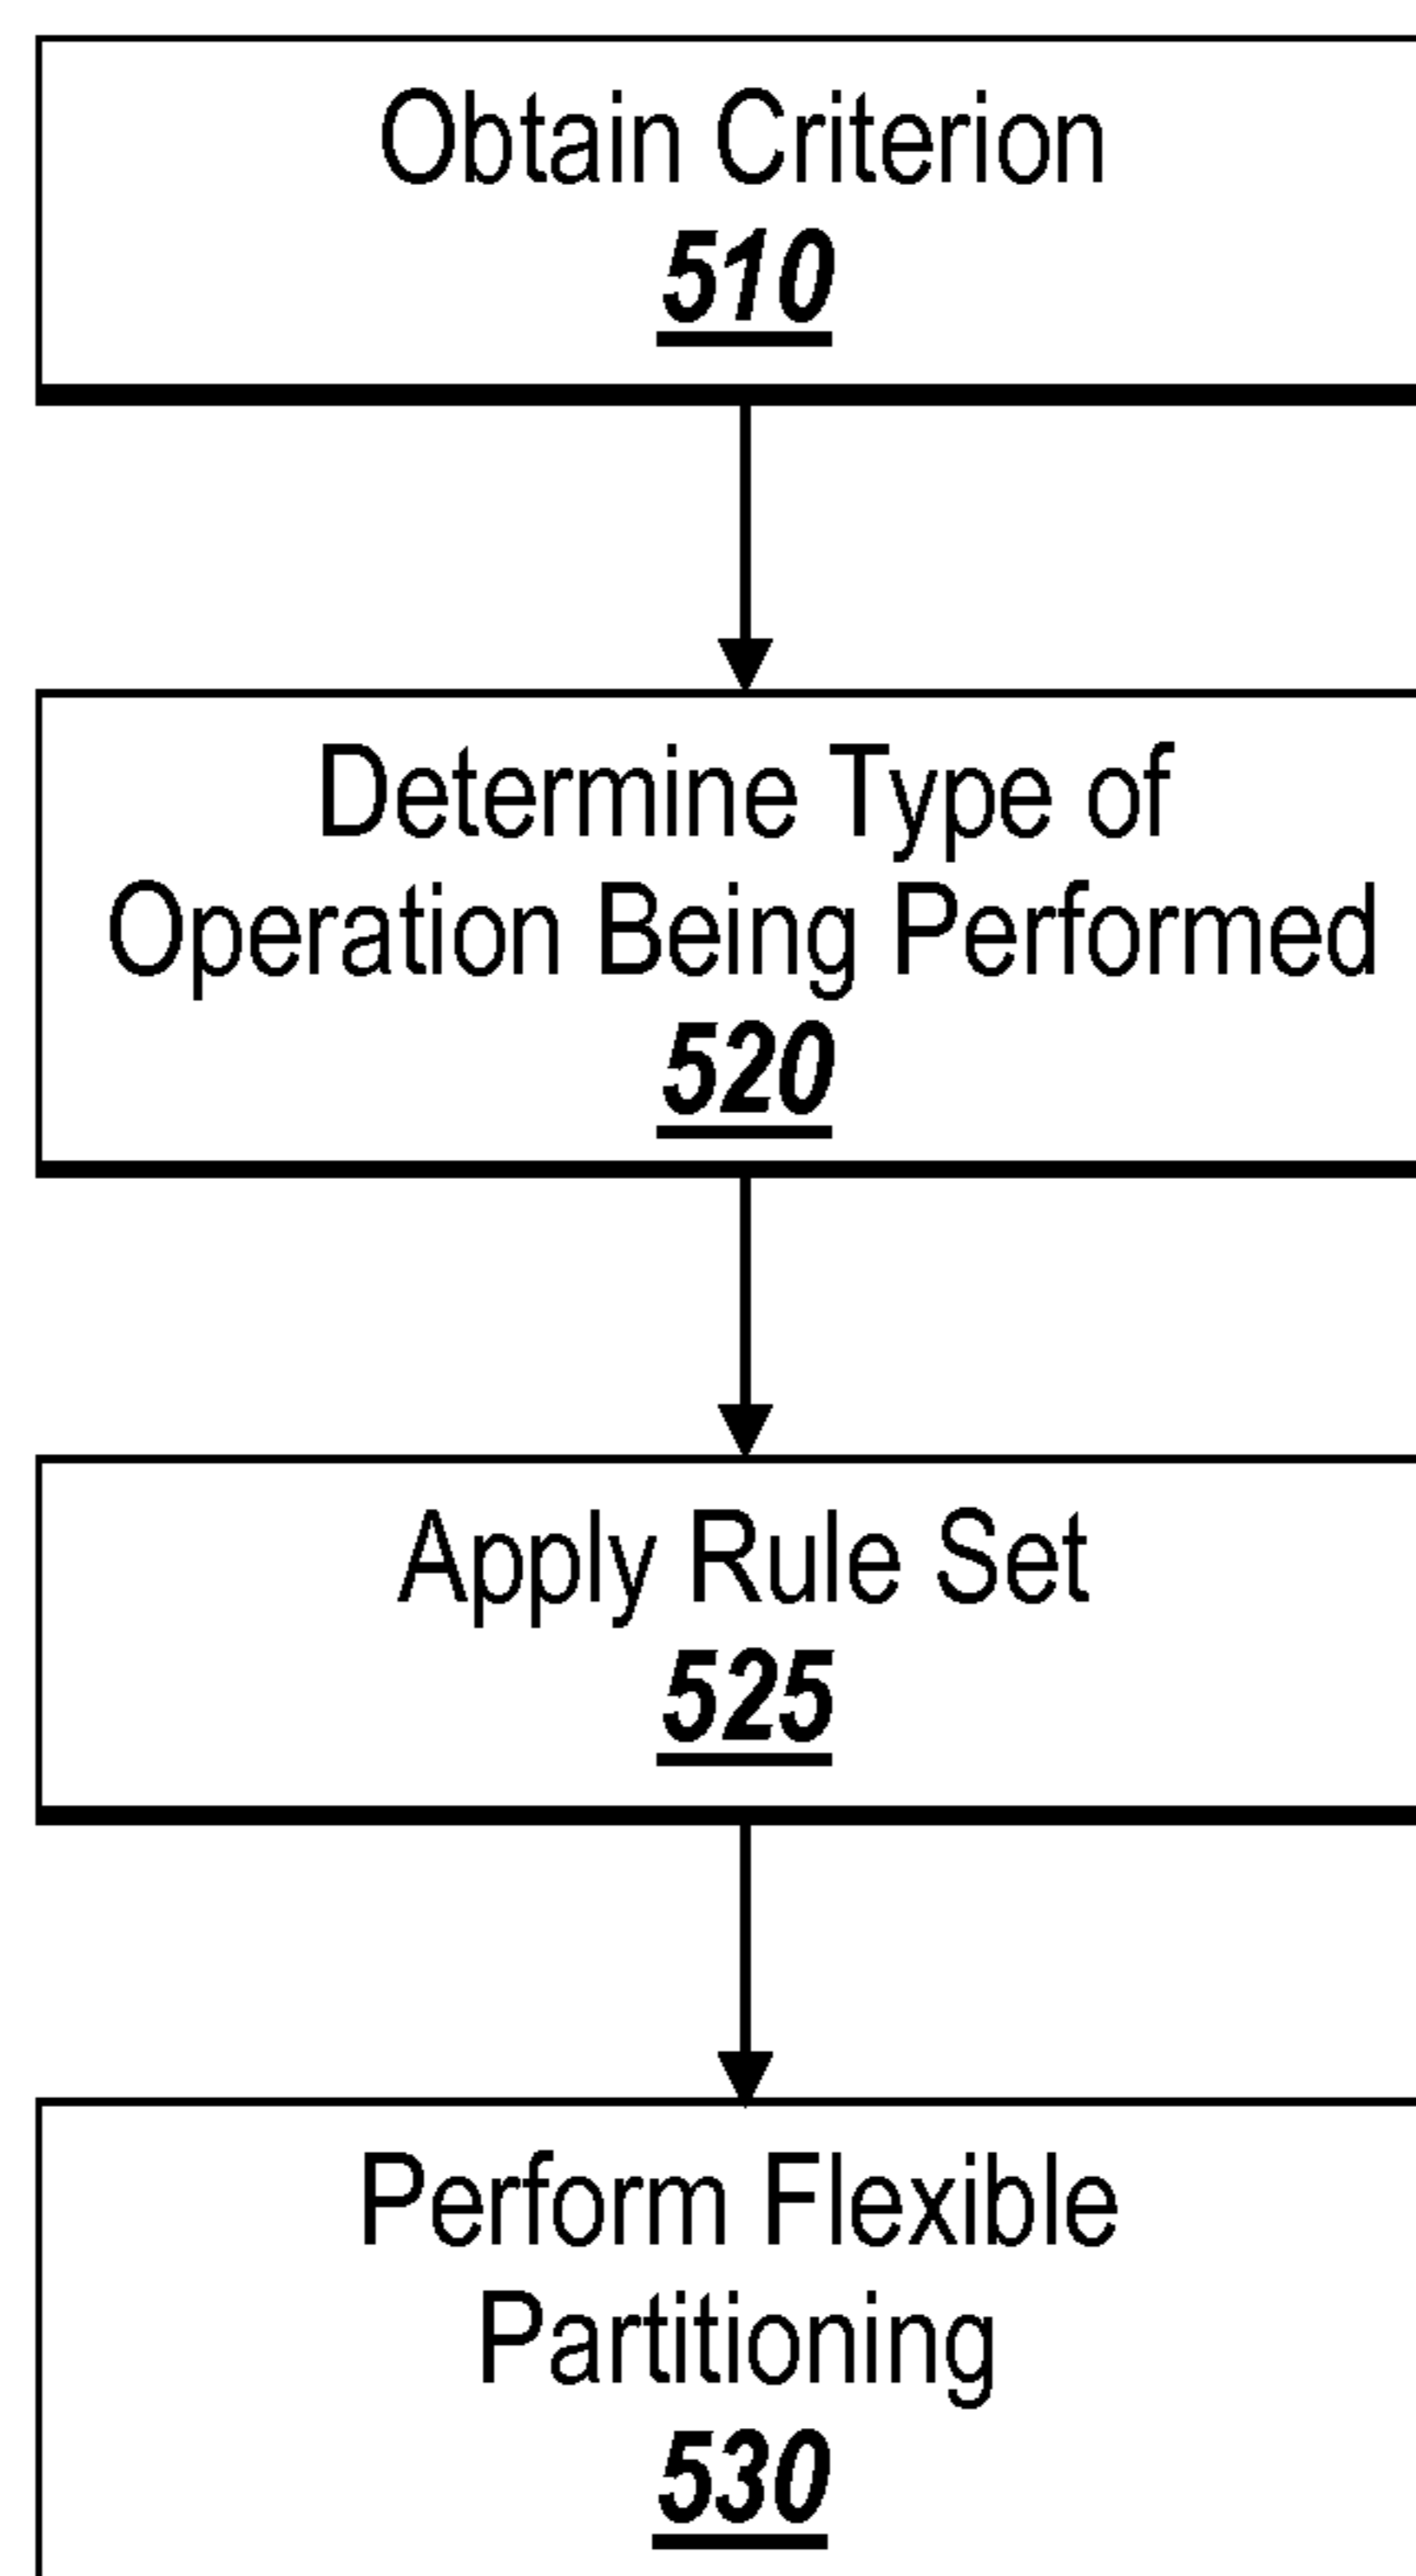 Obtain Criterion
510
Determine Type of
Operation Being Performed
520
Apply Rule Set
525
Perform Flexible
Partitioning
530